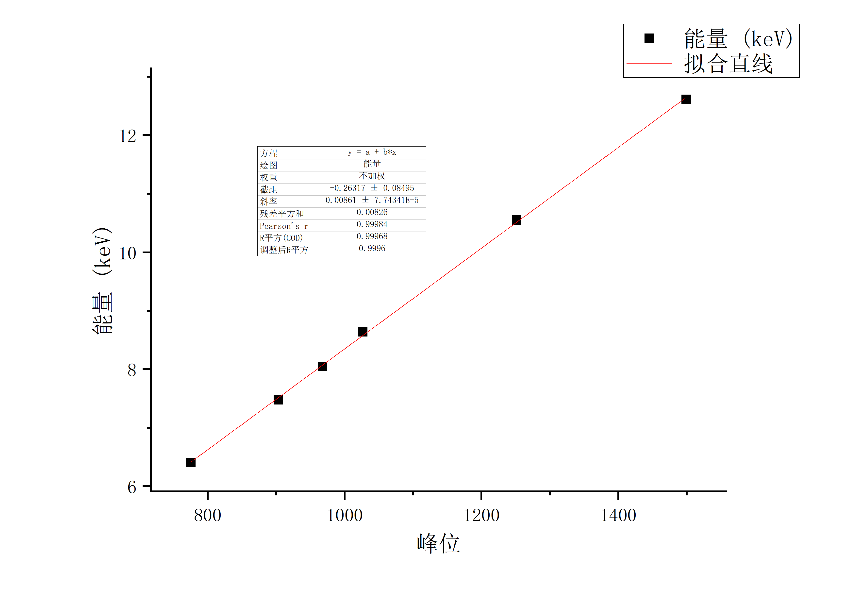 能量 (keV)
拟合直线
方程 y = a + b*x
绘图 能量
权重 不加权
截距 -0.26317 ± 0.08495
斜率 0.00861 ± 7.74341E-5
残差平方和 0.00826
Pearson's r 0.99984
R平方(COD) 0.99968
调整后R平方 0.9996
12
10
8
6
能量 (keV)
800 1000 1200 1400
峰位